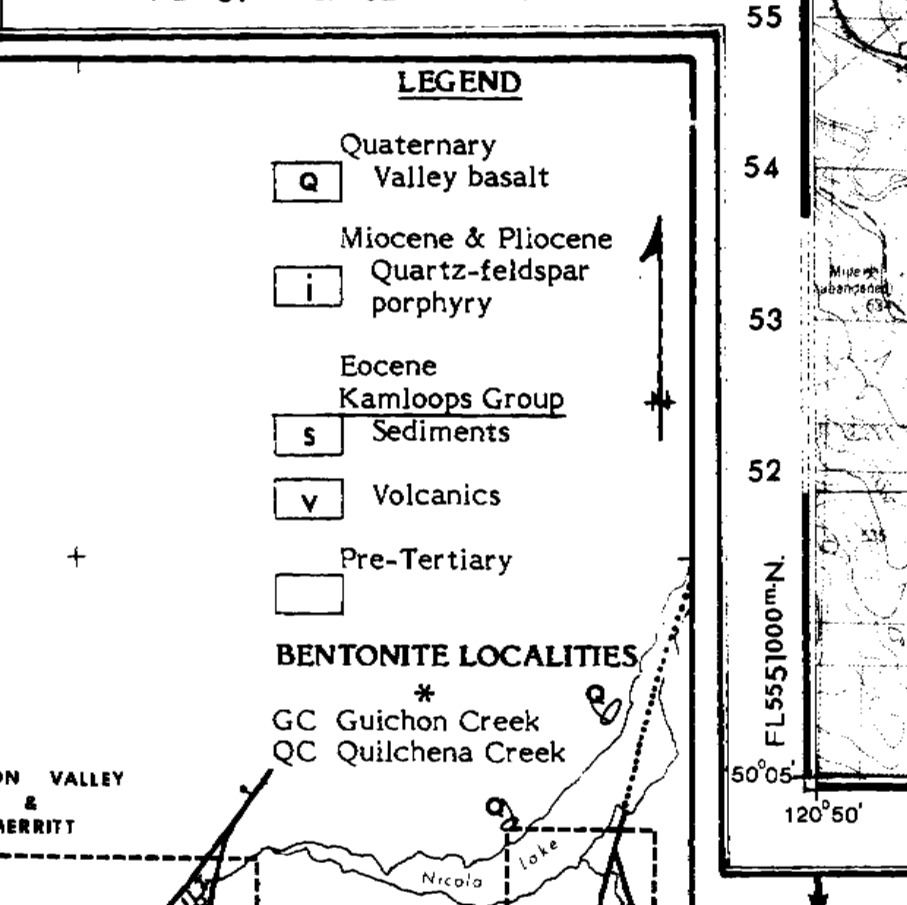 LEGEND
Quaternary
Q Valley basalt
Miocene & Pliocene
i Quartz-feldspar
porphyry
Eocene
Kamloops Group
s Sediments
v Volcanics
Pre-Tertiary
BENTONITE LOCALITIES
*
GC Guichon Creek
QC Quilchena Creek
Q
Q
VALLEY
&
Nicola Lake
55
54
53
52
FL5551000m.N.
50°05'
120°50'